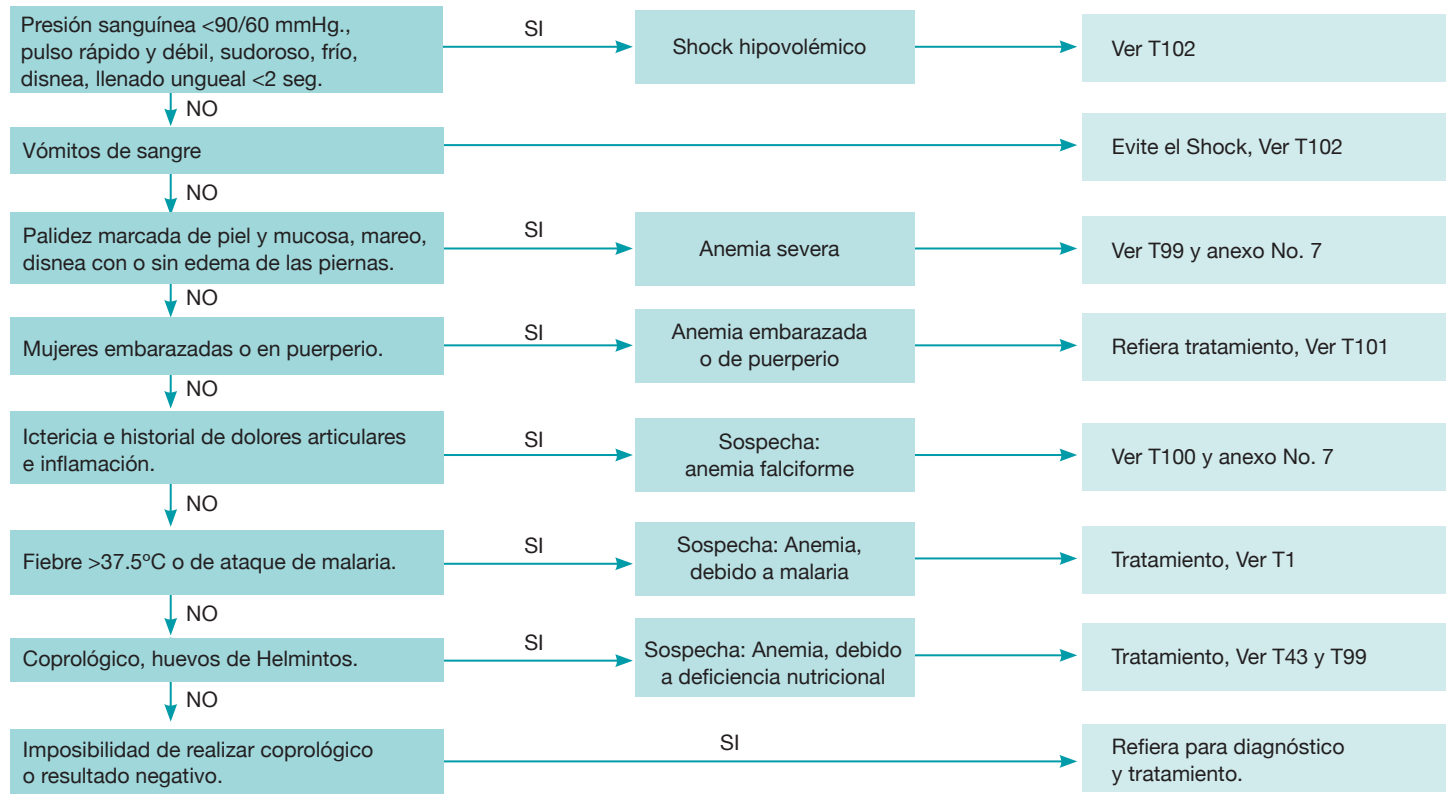 Presión sanguínea <90/60 mmHg.,
pulso rápido y débil, sudoroso, frío,
disnea, llenado ungueal <2 seg.
SI
Shock hipovolémico
Ver T102
NO
Vómitos de sangre
Evite el Shock, Ver T102
NO
Palidez marcada de piel y mucosa, mareo,
disnea con o sin edema de las piernas.
SI
Anemia severa
Ver T99 y anexo No. 7
NO
Mujeres embarazadas o en puerperio.
SI
Anemia embarazada
o de puerperio
Refiera tratamiento, Ver T101
NO
Ictericia e historial de dolores articulares
e inflamación.
SI
Sospecha:
anemia falciforme
Ver T100 y anexo No. 7
NO
Fiebre >37.5ºC o de ataque de malaria.
SI
Sospecha: Anemia,
debido a malaria
Tratamiento, Ver T1
NO
Coprológico, huevos de Helmintos.
SI
Sospecha: Anemia, debido
a deficiencia nutricional
Tratamiento, Ver T43 y T99
NO
Imposibilidad de realizar coprológico
o resultado negativo.
SI
Refiera para diagnóstico
y tratamiento.